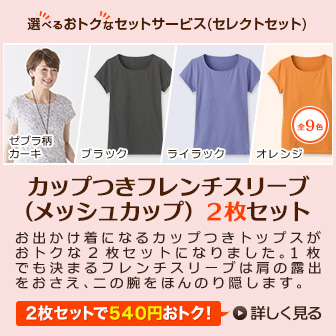 選べるおトクなセットサービス(セレクトセット)
ゼブラ柄
カーキ
ブラック
ライラック
オレンジ
全9色
カップつきフレンチスリーブ
(メッシュカップ) 2枚セット
お出かけ着になるカップつきトップスが
おトクな2枚セットになりました。1枚
でも決まるフレンチスリーブは肩の露出
をおさえ、二の腕をほんのり隠します。
2枚セットで540円おトク!
詳しく見る